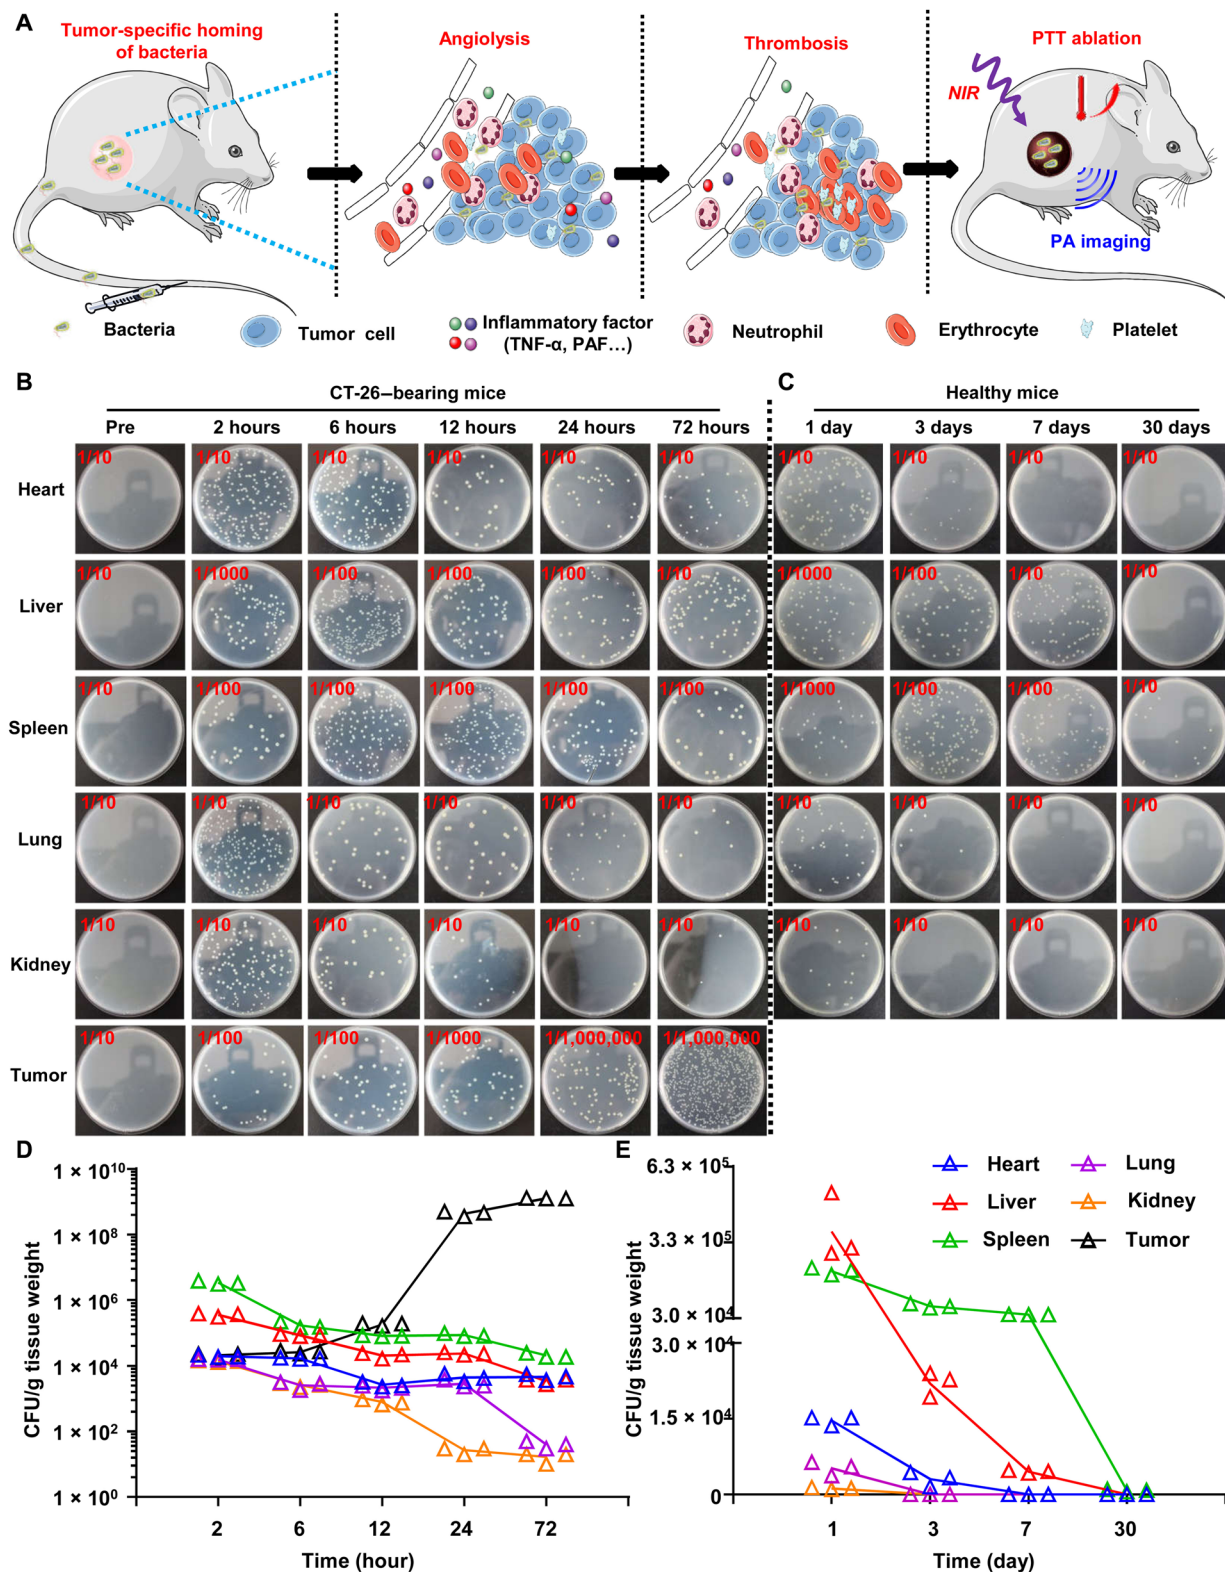 A
Tumor-specific homing
of bacteria
Angiolysis
Thrombosis
PTT ablation
NIR
PA imaging
Bacteria
Tumor cell
Inflammatory factor
(TNF-α, PAF...)
Neutrophil
Erythrocyte
Platelet
B
CT-26–bearing mice
C
Healthy mice
Pre
2 hours
6 hours
12 hours
24 hours
72 hours
1 day
3 days
7 days
30 days
Heart
1/10
1/10
1/10
1/10
1/10
1/10
1/10
1/10
1/10
1/10
Liver
1/10
1/1000
1/100
1/100
1/100
1/10
1/1000
1/100
1/10
1/10
Spleen
1/10
1/100
1/100
1/100
1/100
1/100
1/1000
1/100
1/100
1/10
Lung
1/10
1/10
1/10
1/10
1/10
1/10
1/10
1/10
1/10
1/10
Kidney
1/10
1/10
1/10
1/10
1/10
1/10
1/10
1/10
1/10
1/10
Tumor
1/10
1/100
1/100
1/1000
1/1,000,000
1/1,000,000
D
CFU/g tissue weight
1 × 10¹⁰
1 × 10⁸
1 × 10⁶
1 × 10⁴
1 × 10²
1 × 10⁰
2
6
12
24
72
Time (hour)
E
CFU/g tissue weight
6.3 × 10⁵
3.3 × 10⁵
3.0 × 10⁴
3.0 × 10⁴
1.5 × 10⁴
0
1
3
7
30
Time (day)
Heart
Lung
Liver
Kidney
Spleen
Tumor